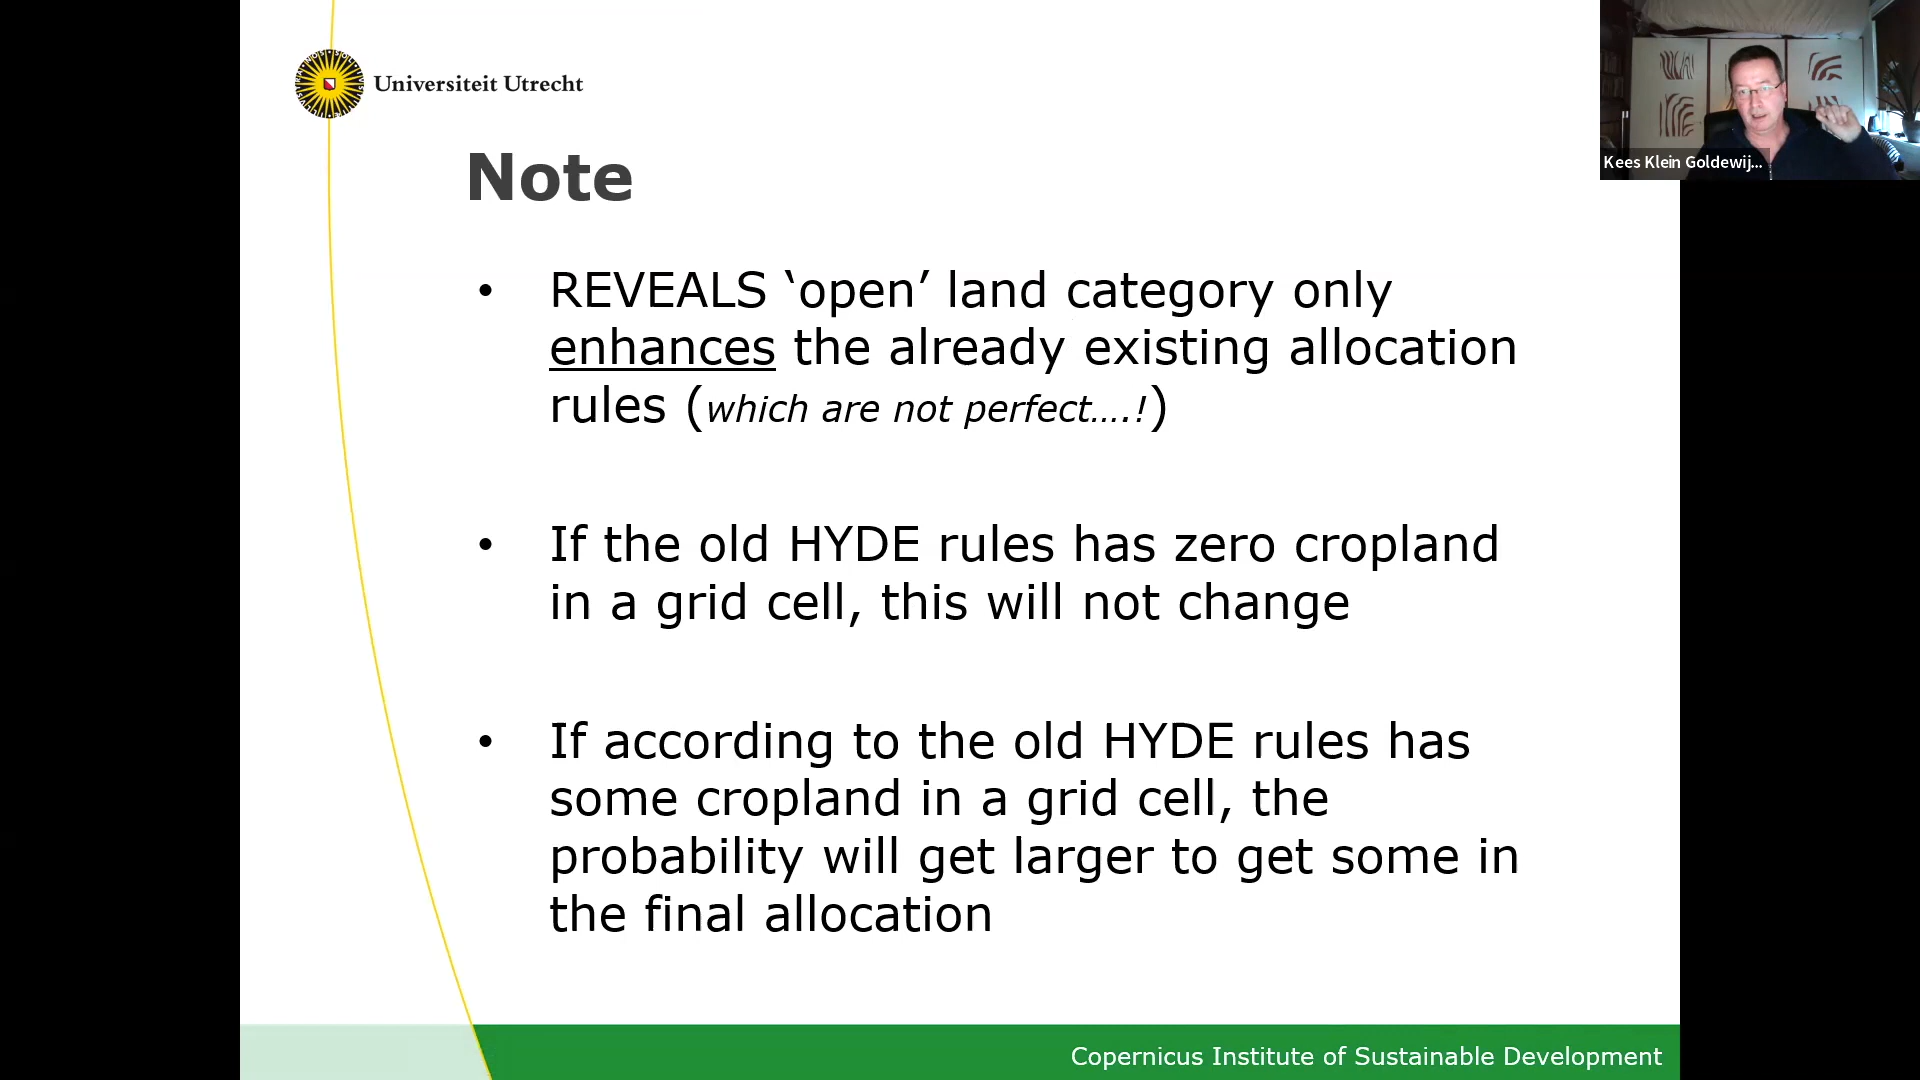 Universiteit Utrecht
Kees Klein Goldewij...
Note
• REVEALS ‘open’ land category only
enhances the already existing allocation
rules (which are not perfect....!)
• If the old HYDE rules has zero cropland
in a grid cell, this will not change
• If according to the old HYDE rules has
some cropland in a grid cell, the
probability will get larger to get some in
the final allocation
Copernicus Institute of Sustainable Development